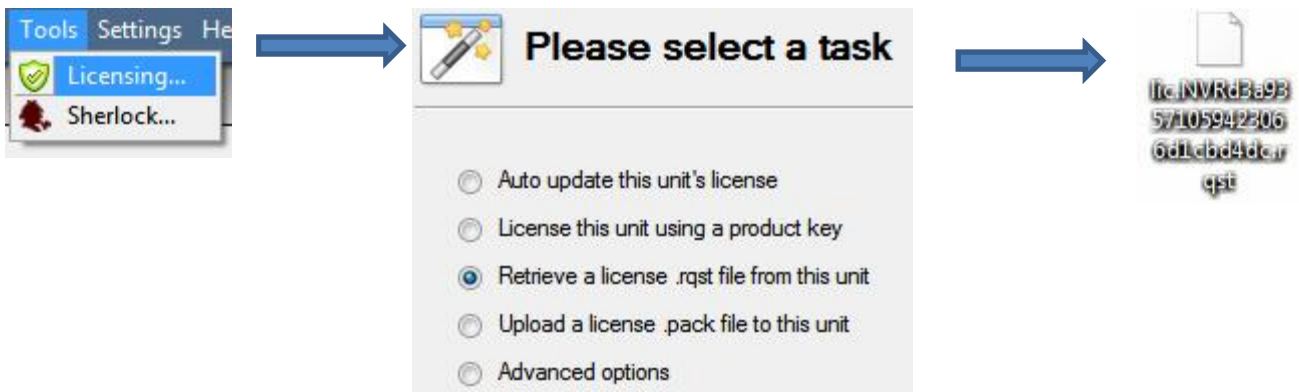 Tools Settings He
Licensing...
Sherlock...
Please select a task
Auto update this unit's license
License this unit using a product key
Retrieve a license .rqst file from this unit
Upload a license .pack file to this unit
Advanced options
lic.NVRd3a93
57105942306
6d1cbd4dc.r
qst